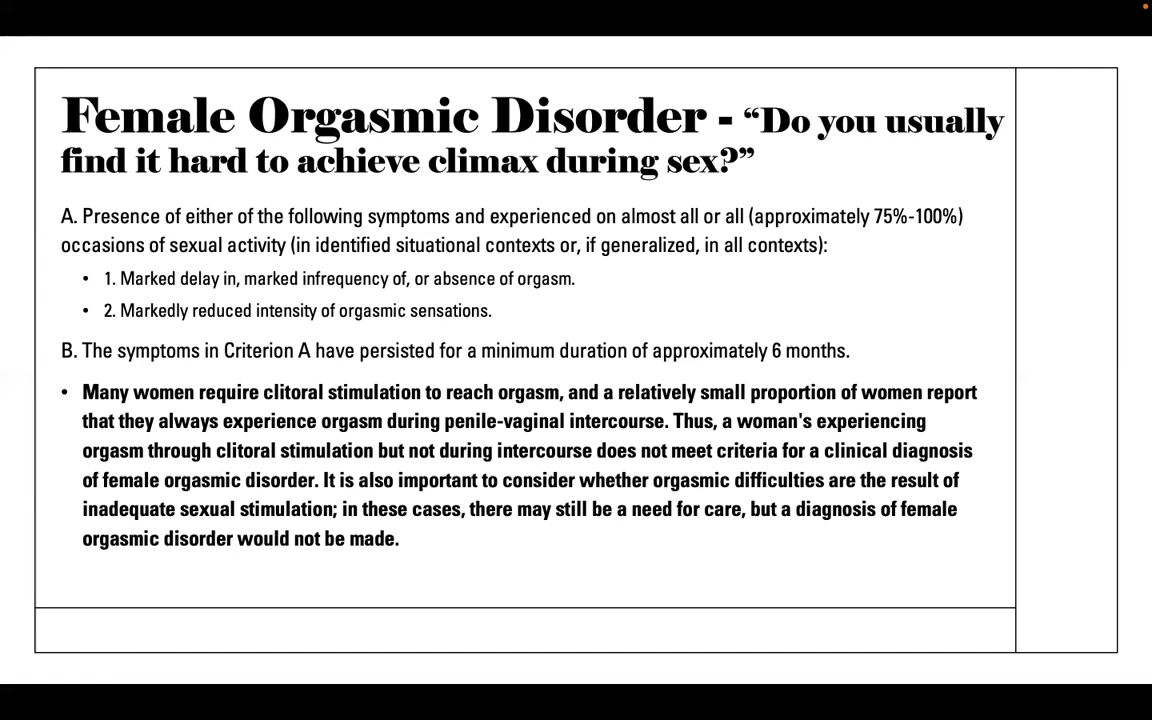 Female Orgasmic Disorder - “Do you usually
find it hard to achieve climax during sex?”
A. Presence of either of the following symptoms and experienced on almost all or all (approximately 75%-100%)
occasions of sexual activity (in identified situational contexts or, if generalized, in all contexts):
• 1. Marked delay in, marked infrequency of, or absence of orgasm.
• 2. Markedly reduced intensity of orgasmic sensations.
B. The symptoms in Criterion A have persisted for a minimum duration of approximately 6 months.
• Many women require clitoral stimulation to reach orgasm, and a relatively small proportion of women report
that they always experience orgasm during penile-vaginal intercourse. Thus, a woman's experiencing
orgasm through clitoral stimulation but not during intercourse does not meet criteria for a clinical diagnosis
of female orgasmic disorder. It is also important to consider whether orgasmic difficulties are the result of
inadequate sexual stimulation; in these cases, there may still be a need for care, but a diagnosis of female
orgasmic disorder would not be made.